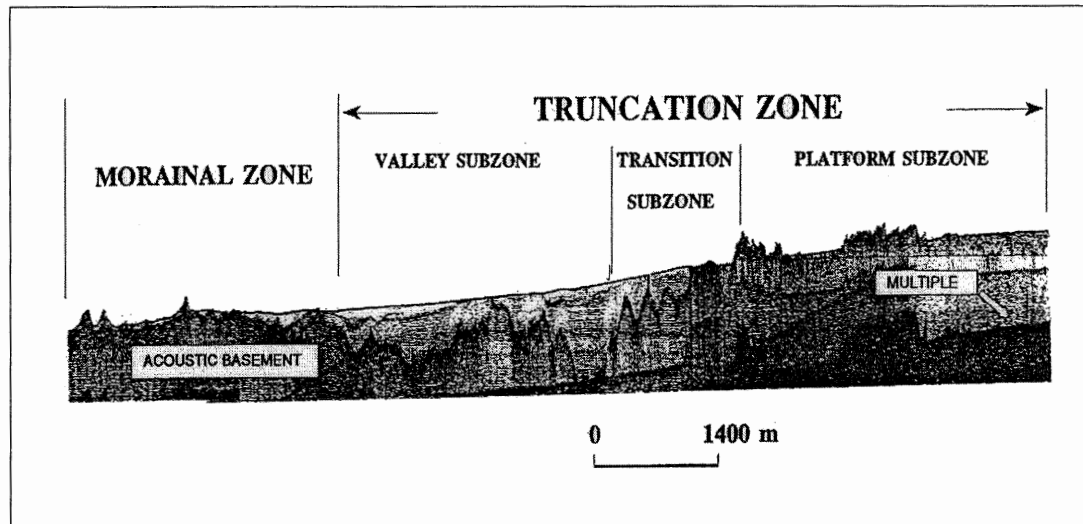 TRUNCATION ZONE
MORAINAL ZONE
VALLEY SUBZONE
TRANSITION
SUBZONE
PLATFORM SUBZONE
MULTIPLE
ACOUSTIC BASEMENT
0 1400 m